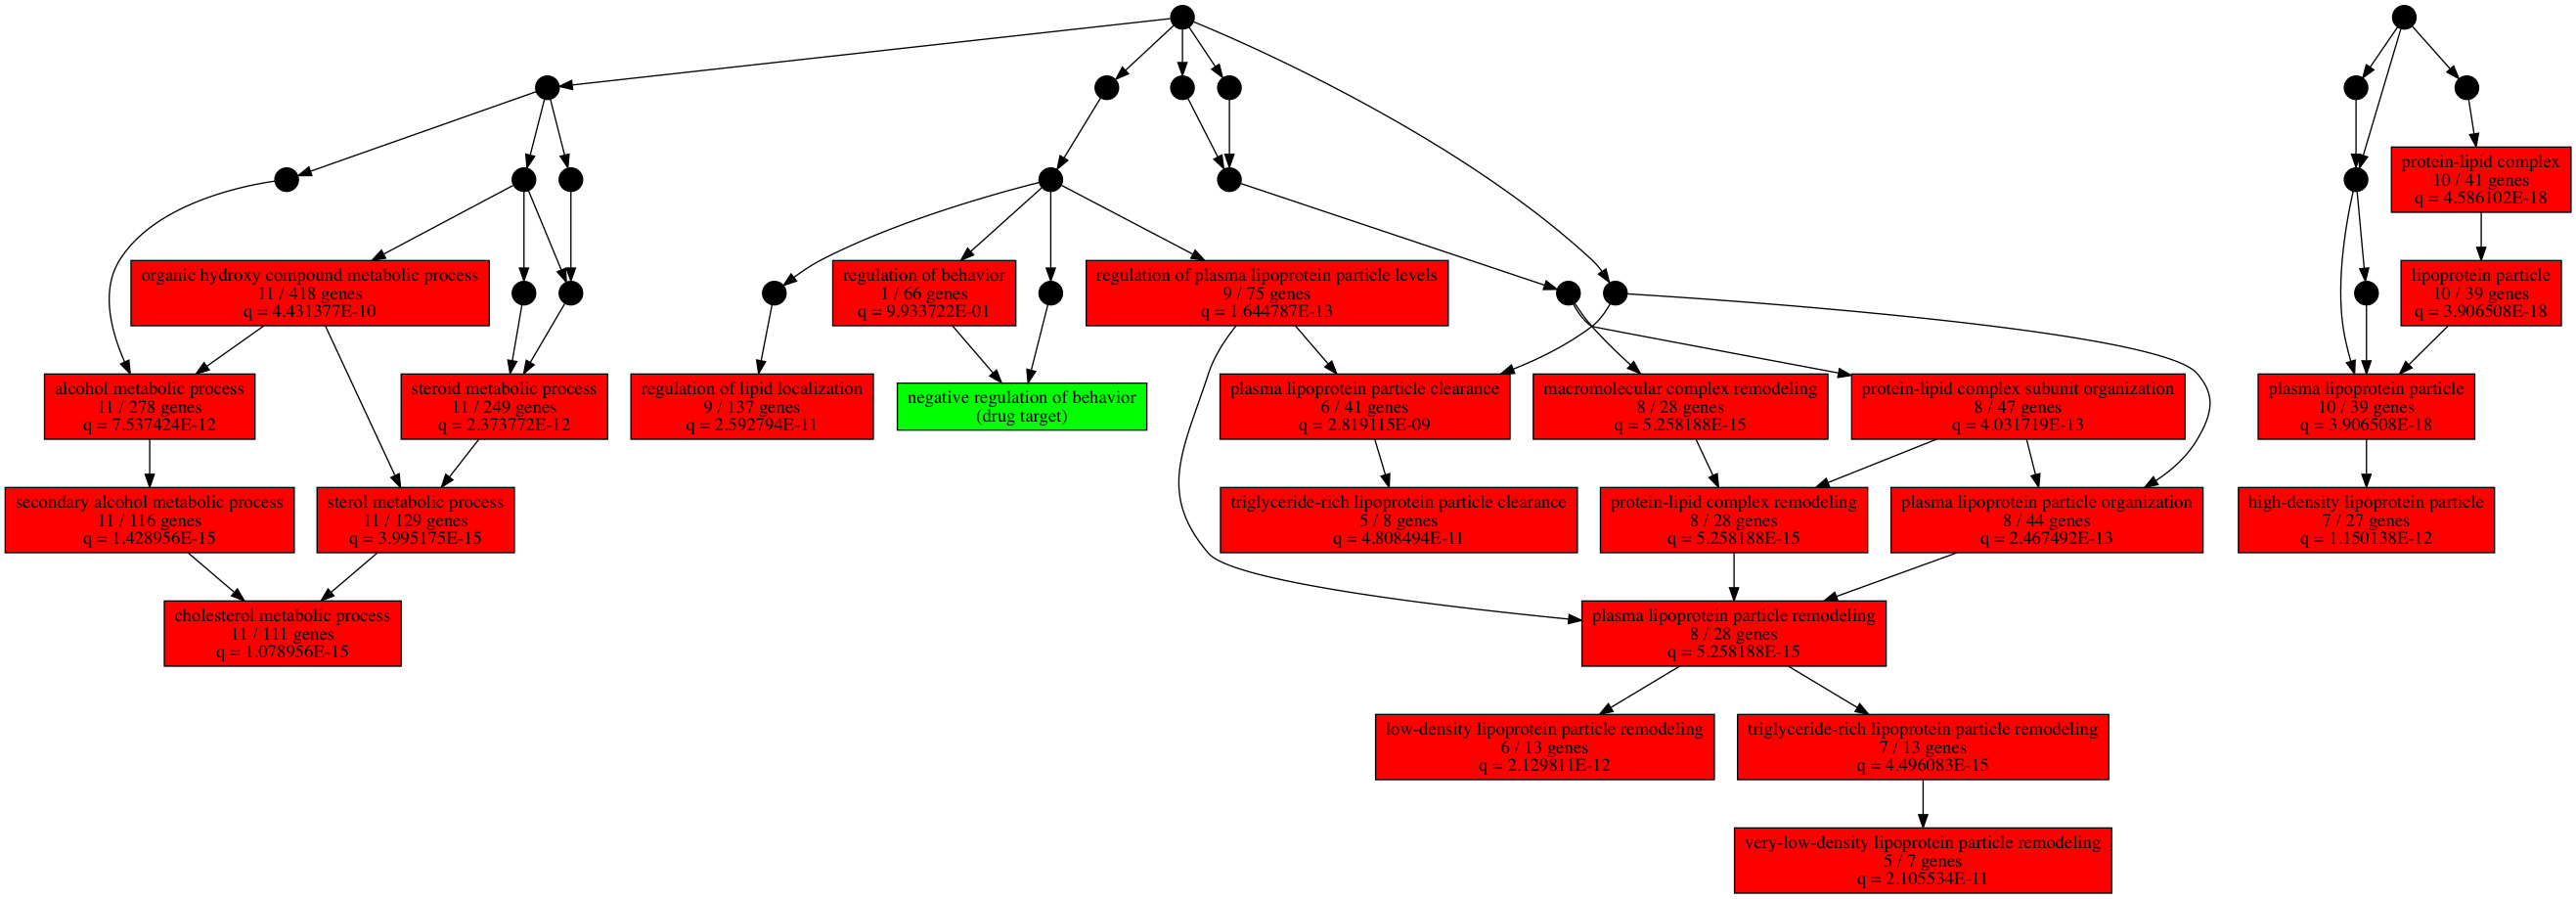 protein-lipid complex
10 / 41 genes
q = 4.586102E-18
organic hydroxy compound metabolic process
11 / 418 genes
q = 4.431377E-10
regulation of behavior
1 / 66 genes
q = 9.933722E-01
regulation of plasma lipoprotein particle levels
9 / 75 genes
q = 1.644787E-13
lipoprotein particle
10 / 39 genes
q = 3.906508E-18
alcohol metabolic process
11 / 278 genes
q = 7.537424E-12
steroid metabolic process
11 / 249 genes
q = 2.373772E-12
regulation of lipid localization
9 / 137 genes
q = 2.592794E-11
negative regulation of behavior
(drug target)
plasma lipoprotein particle clearance
6 / 41 genes
q = 2.819115E-09
macromolecular complex remodeling
8 / 28 genes
q = 5.258188E-15
protein-lipid complex subunit organization
8 / 47 genes
q = 4.031719E-13
plasma lipoprotein particle
10 / 39 genes
q = 3.906508E-18
secondary alcohol metabolic process
11 / 116 genes
q = 1.428956E-15
sterol metabolic process
11 / 129 genes
q = 3.995175E-15
triglyceride-rich lipoprotein particle clearance
5 / 8 genes
q = 4.808494E-11
protein-lipid complex remodeling
8 / 28 genes
q = 5.258188E-15
plasma lipoprotein particle organization
8 / 44 genes
q = 2.467492E-13
high-density lipoprotein particle
7 / 27 genes
q = 1.150138E-12
cholesterol metabolic process
11 / 111 genes
q = 1.078956E-15
plasma lipoprotein particle remodeling
8 / 28 genes
q = 5.258188E-15
low-density lipoprotein particle remodeling
6 / 13 genes
q = 2.129811E-12
triglyceride-rich lipoprotein particle remodeling
7 / 13 genes
q = 4.496083E-15
very-low-density lipoprotein particle remodeling
5 / 7 genes
q = 2.105534E-11